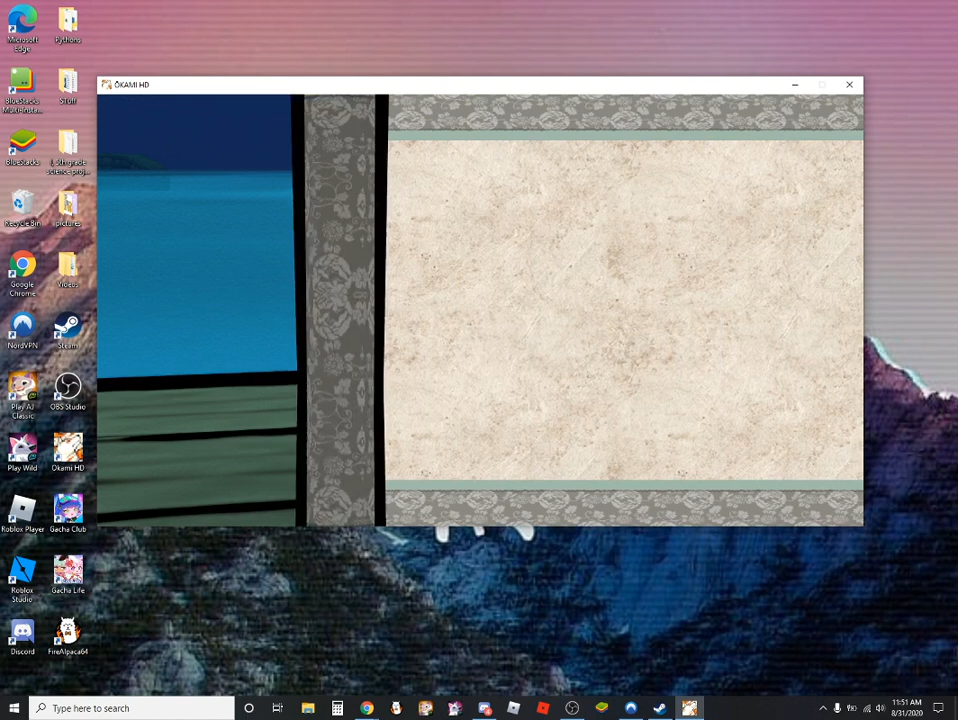 Microsoft
Edge
Pythons
BlueStacks
Multi-Insta...
STuff
BlueStacks
Recycle Bin
pictures
Google
Chrome
Videos
NordVPN
Steam
Play AJ
Classic
OBS Studio
Play Wild
Okami HD
Roblox Player
Gacha Club
Roblox
Studio
Gacha Life
Discord
FireAlpaca64
ŌKAMI HD
Type here to search
11:51 AM
8/31/2020